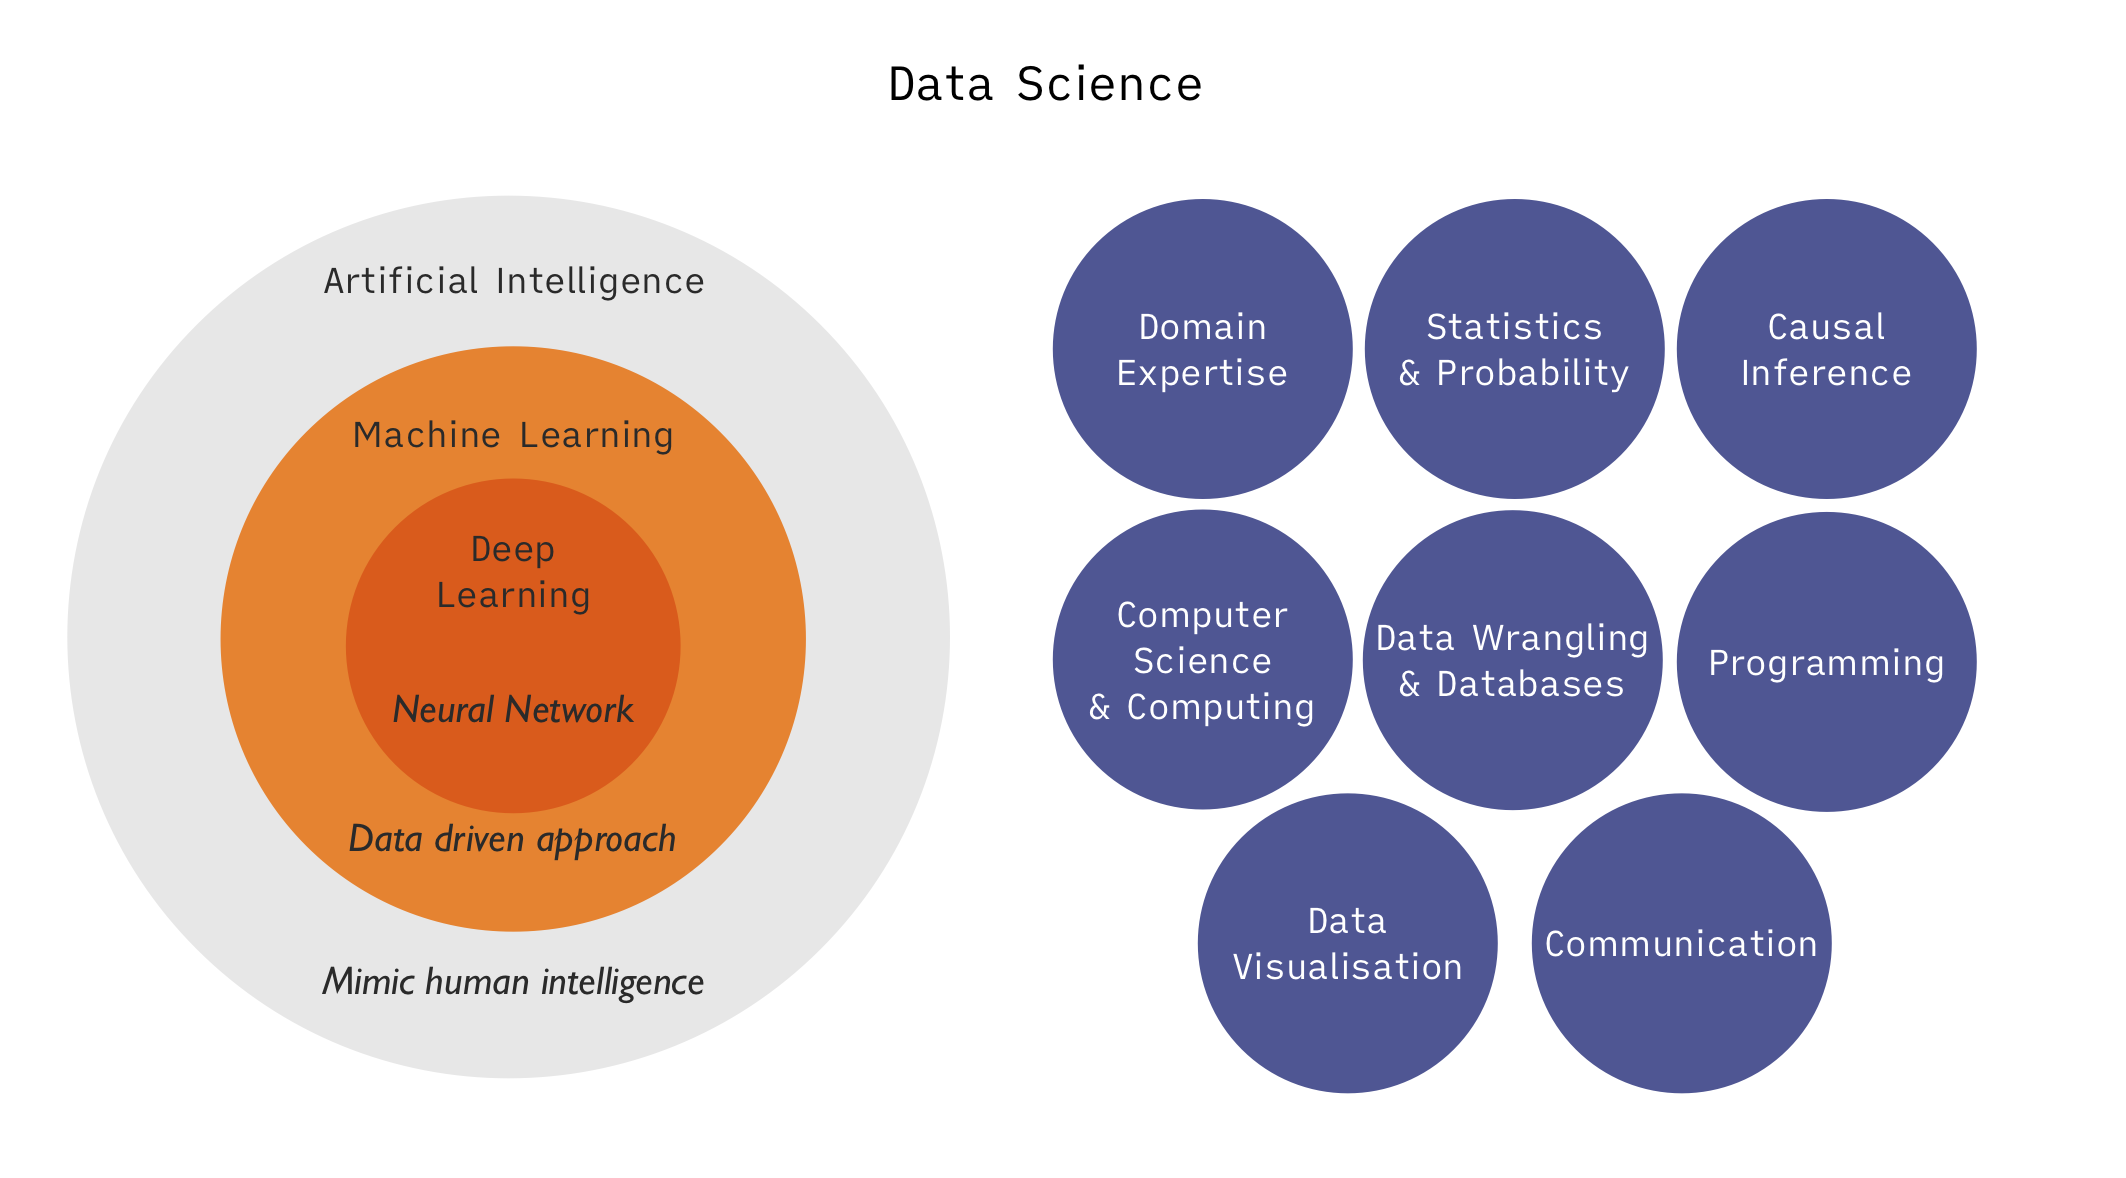 Data Science
Artificial Intelligence
Machine Learning
Deep
Learning
Neural Network
Data driven approach
Mimic human intelligence
Domain
Expertise
Statistics
& Probability
Causal
Inference
Computer
Science
& Computing
Data Wrangling
& Databases
Programming
Data
Visualisation
Communication